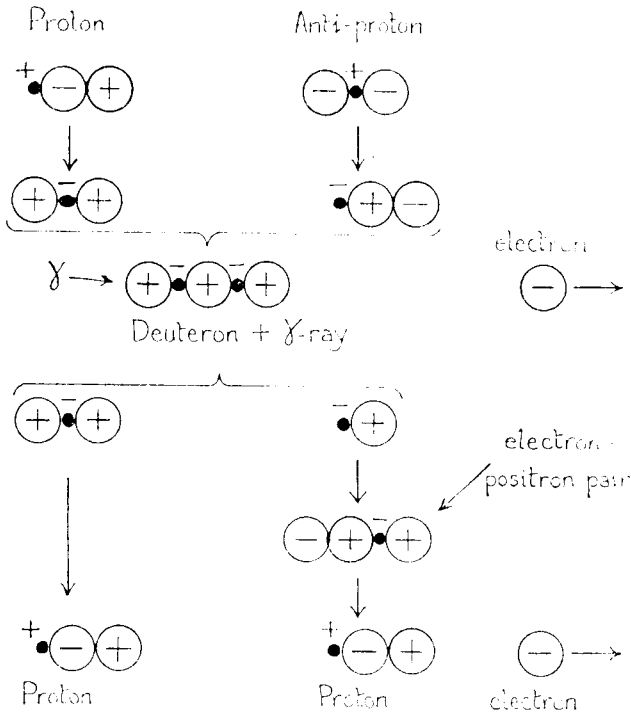 Proton
Anti-proton
+
− +
− + −
+ − +
− + −
electron
γ
+ − + − +
−
Deuteron + γ-ray
+ − +
− +
electron-
positron pair
− + − +
+ − +
+ − +
−
Proton
Proton
electron